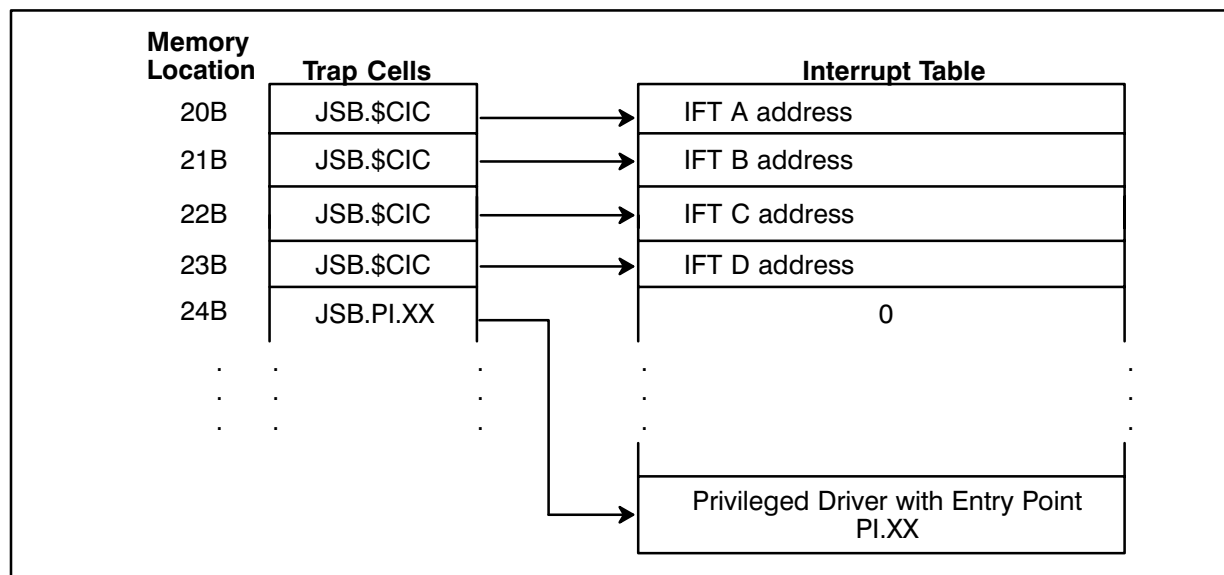 Memory
Location Trap Cells Interrupt Table
20B JSB.$CIC IFT A address
21B JSB.$CIC IFT B address
22B JSB.$CIC IFT C address
23B JSB.$CIC IFT D address
24B JSB.PI.XX 0
. . . . .
. . . . .
. . . . .
Privileged Driver with Entry Point
PI.XX